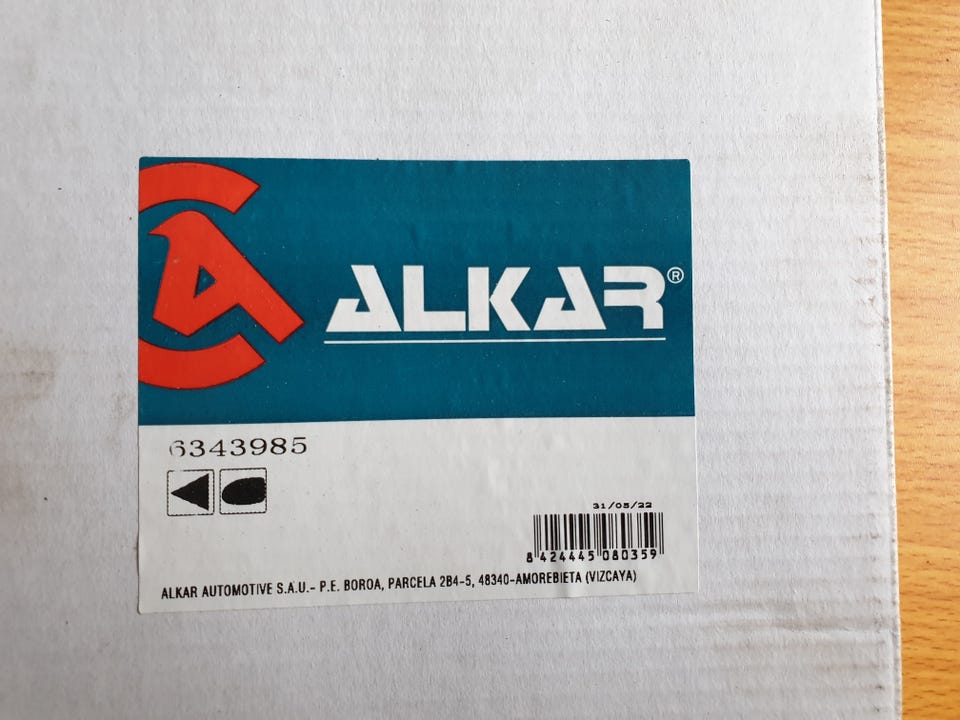 ALKAR®
6343985
31/05/22
8 424445 080359
ALKAR AUTOMOTIVE S.A.U.- P.E. BOROA, PARCELA 2B4-5, 48340-AMOREBIETA (VIZCAYA)